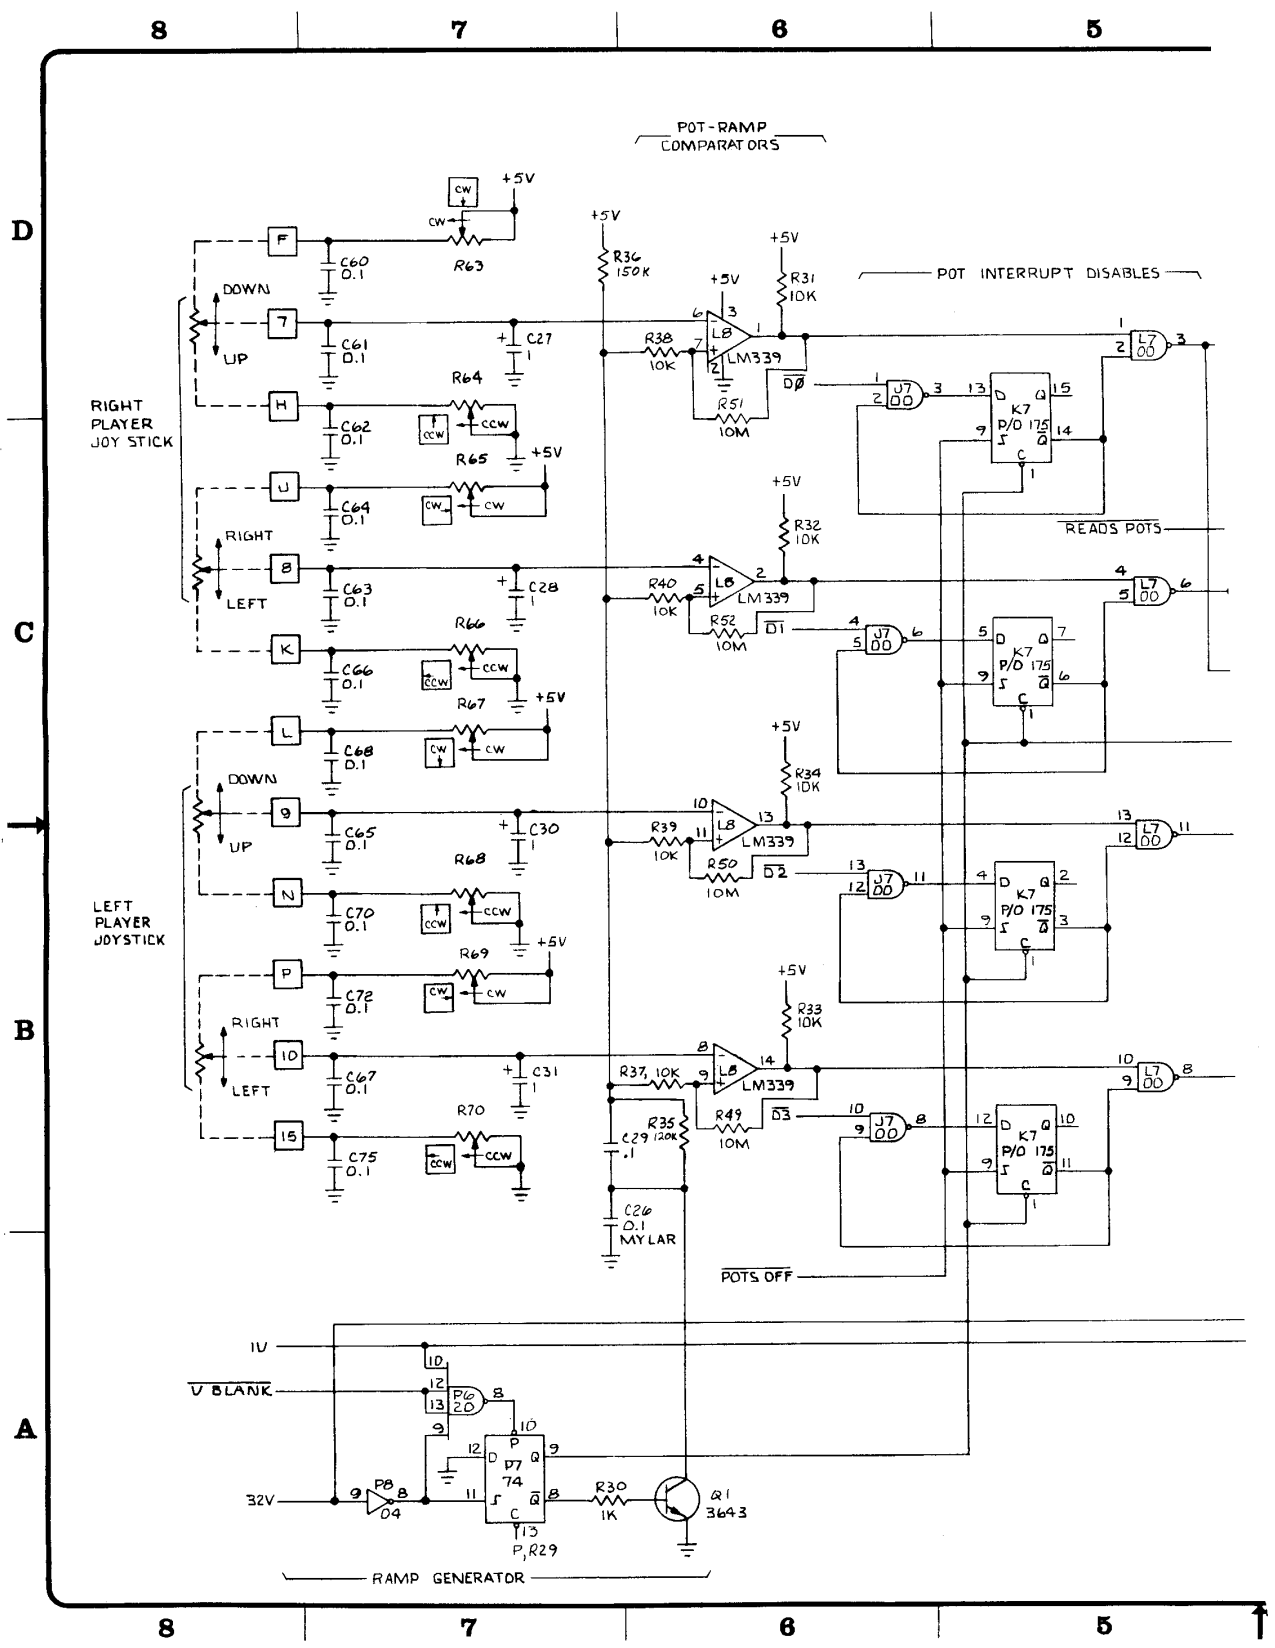 8 7 6 5
POT-RAMP
COMPARATORS
D
CW
+5V
CW
F
C60
0.1
R63
+5V
R36
150K
+5V
R31
10K
POT INTERRUPT DISABLES
DOWN
7
UP
C61
0.1
+ C27
1
+5V
6 - 3
L8 1
7 +
2
LM339
R38
10K
R51
10M
1
2
L7
00
3
D0
1
2
J7
00
3
13 D Q 15
K7
P/O 175
9 Q 14
C
1
RIGHT
PLAYER
JOY STICK
H
C62
0.1
R64
CCW
CCW
R65
+5V
J
C64
0.1
CW
CW
+5V
R32
10K
READS POTS
C
RIGHT
8
LEFT
C63
0.1
+ C28
1
4 -
L8 2
5 +
LM339
R40
10K
R52
10M
4
5
L7
00
6
D1
4
5
J7
00
6
5 D Q 7
K7
P/O 175
9 Q 6
C
1
K
C66
0.1
R66
CCW
CCW
R67
+5V
L
C68
0.1
CW
CW
+5V
R34
10K
DOWN
9
UP
C65
0.1
+ C30
1
10 -
L8 13
11 +
LM339
R39
10K
R50
10M
13
12
L7
00
11
D2
13
12
J7
00
11
4 D Q 2
K7
P/O 175
9 Q 3
C
1
LEFT
PLAYER
JOYSTICK
N
C70
0.1
R68
CCW
CCW
R69
+5V
P
C72
0.1
CW
CW
+5V
R33
10K
B
RIGHT
10
LEFT
C67
0.1
+ C31
1
8 -
L8 14
9 +
LM339
R37, 10K
R49
10M
10
9
L7
00
8
D3
10
9
J7
00
8
12 D Q 10
K7
P/O 175
9 Q 11
C
1
15
C75
0.1
R70
CCW
CCW
C29
.1
R35
120K
C26
0.1
MYLAR
POTS OFF
1V
V BLANK
10
12
13
9
P6
20
8
A
10
P
12 D Q 9
P7
74
11 Q 8
C
13
P,R29
32V
9 P8 8
04
R30
1K
Q1
3643
RAMP GENERATOR
8 7 6 5